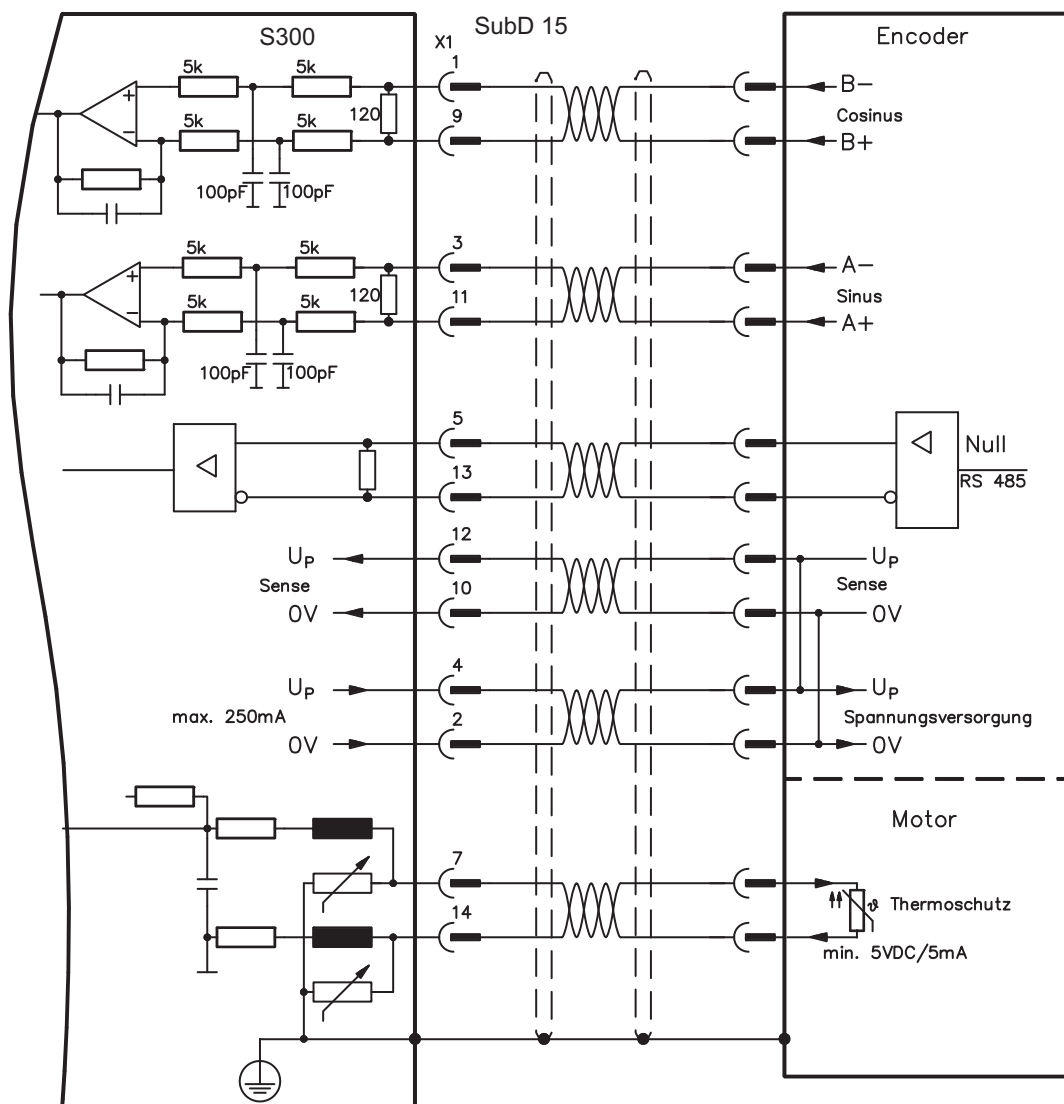 S300
SubD 15
Encoder
X1
5k
5k
1
B-
120
Cosinus
5k
5k
9
B+
100pF
100pF
5k
5k
3
A-
120
Sinus
5k
5k
11
A+
100pF
100pF
5
Null
13
RS 485
UP
12
UP
Sense
Sense
0V
10
0V
UP
4
UP
max. 250mA
Spannungsversorgung
0V
2
0V
Motor
7
ϑ Thermoschutz
14
min. 5VDC/5mA